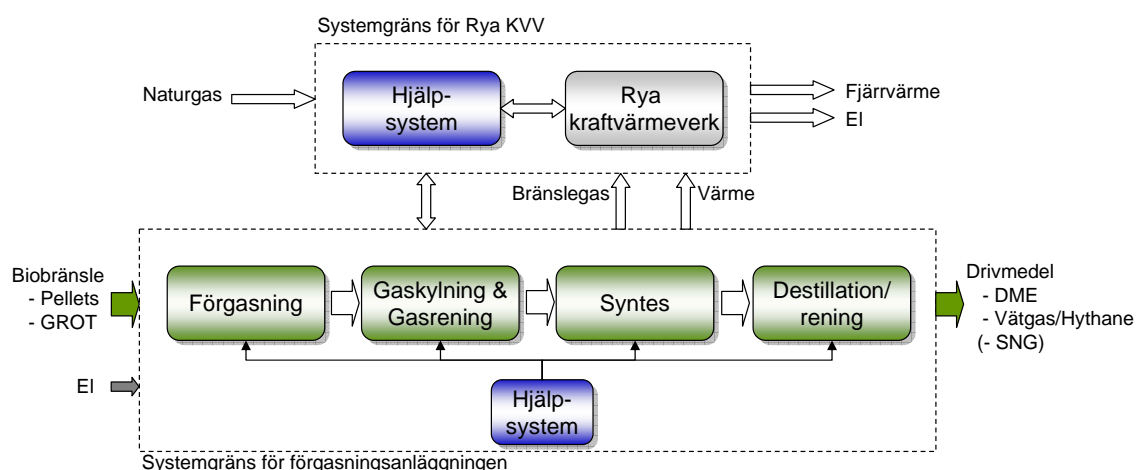 Systemgräns för Rya KVV
Naturgas
Hjälp-
system
Rya
kraftvärmeverk
Fjärrvärme
El
Bränslegas
Värme
Biobränsle
- Pellets
- GROT
El
Förgasning
Gaskylning &
Gasrening
Syntes
Destillation/
rening
Drivmedel
- DME
- Vätgas/Hythane
(- SNG)
Hjälp-
system
Systemgräns för förgasningsanläggningen